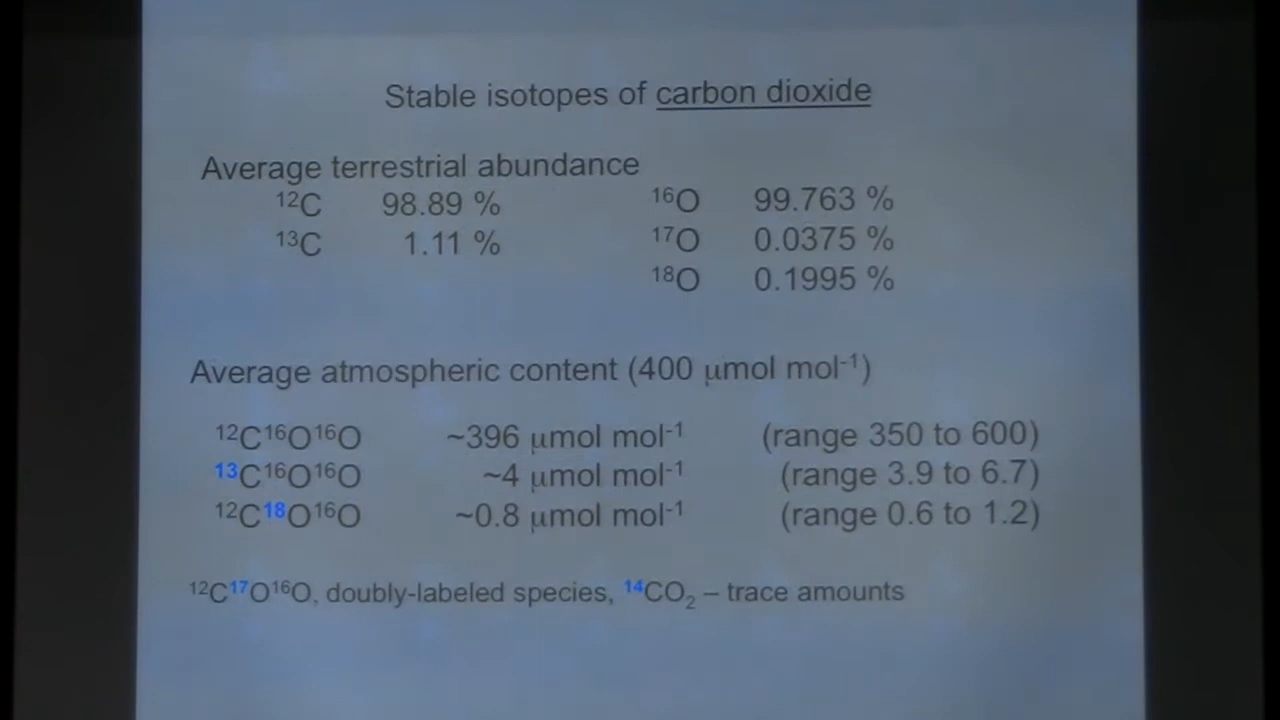 Stable isotopes of carbon dioxide
Average terrestrial abundance
¹²C 98.89 % ¹⁶O 99.763 %
¹³C 1.11 % ¹⁷O 0.0375 %
¹⁸O 0.1995 %
Average atmospheric content (400 μmol mol⁻¹)
¹²C¹⁶O¹⁶O ~396 μmol mol⁻¹ (range 350 to 600)
¹³C¹⁶O¹⁶O ~4 μmol mol⁻¹ (range 3.9 to 6.7)
¹²C¹⁸O¹⁶O ~0.8 μmol mol⁻¹ (range 0.6 to 1.2)
¹²C¹⁷O¹⁶O, doubly-labeled species, ¹⁴CO₂ – trace amounts